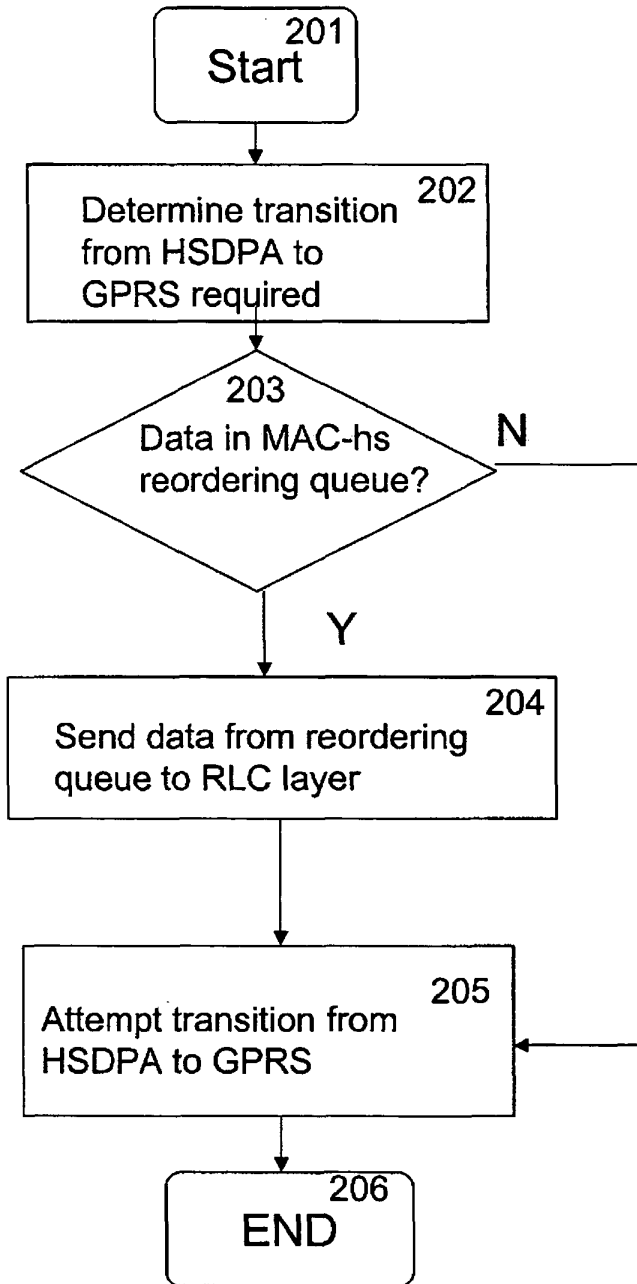 201
Start
202
Determine transition
from HSDPA to
GPRS required
203
Data in MAC-hs
reordering queue?
N
Y
204
Send data from reordering
queue to RLC layer
205
Attempt transition from
HSDPA to GPRS
206
END